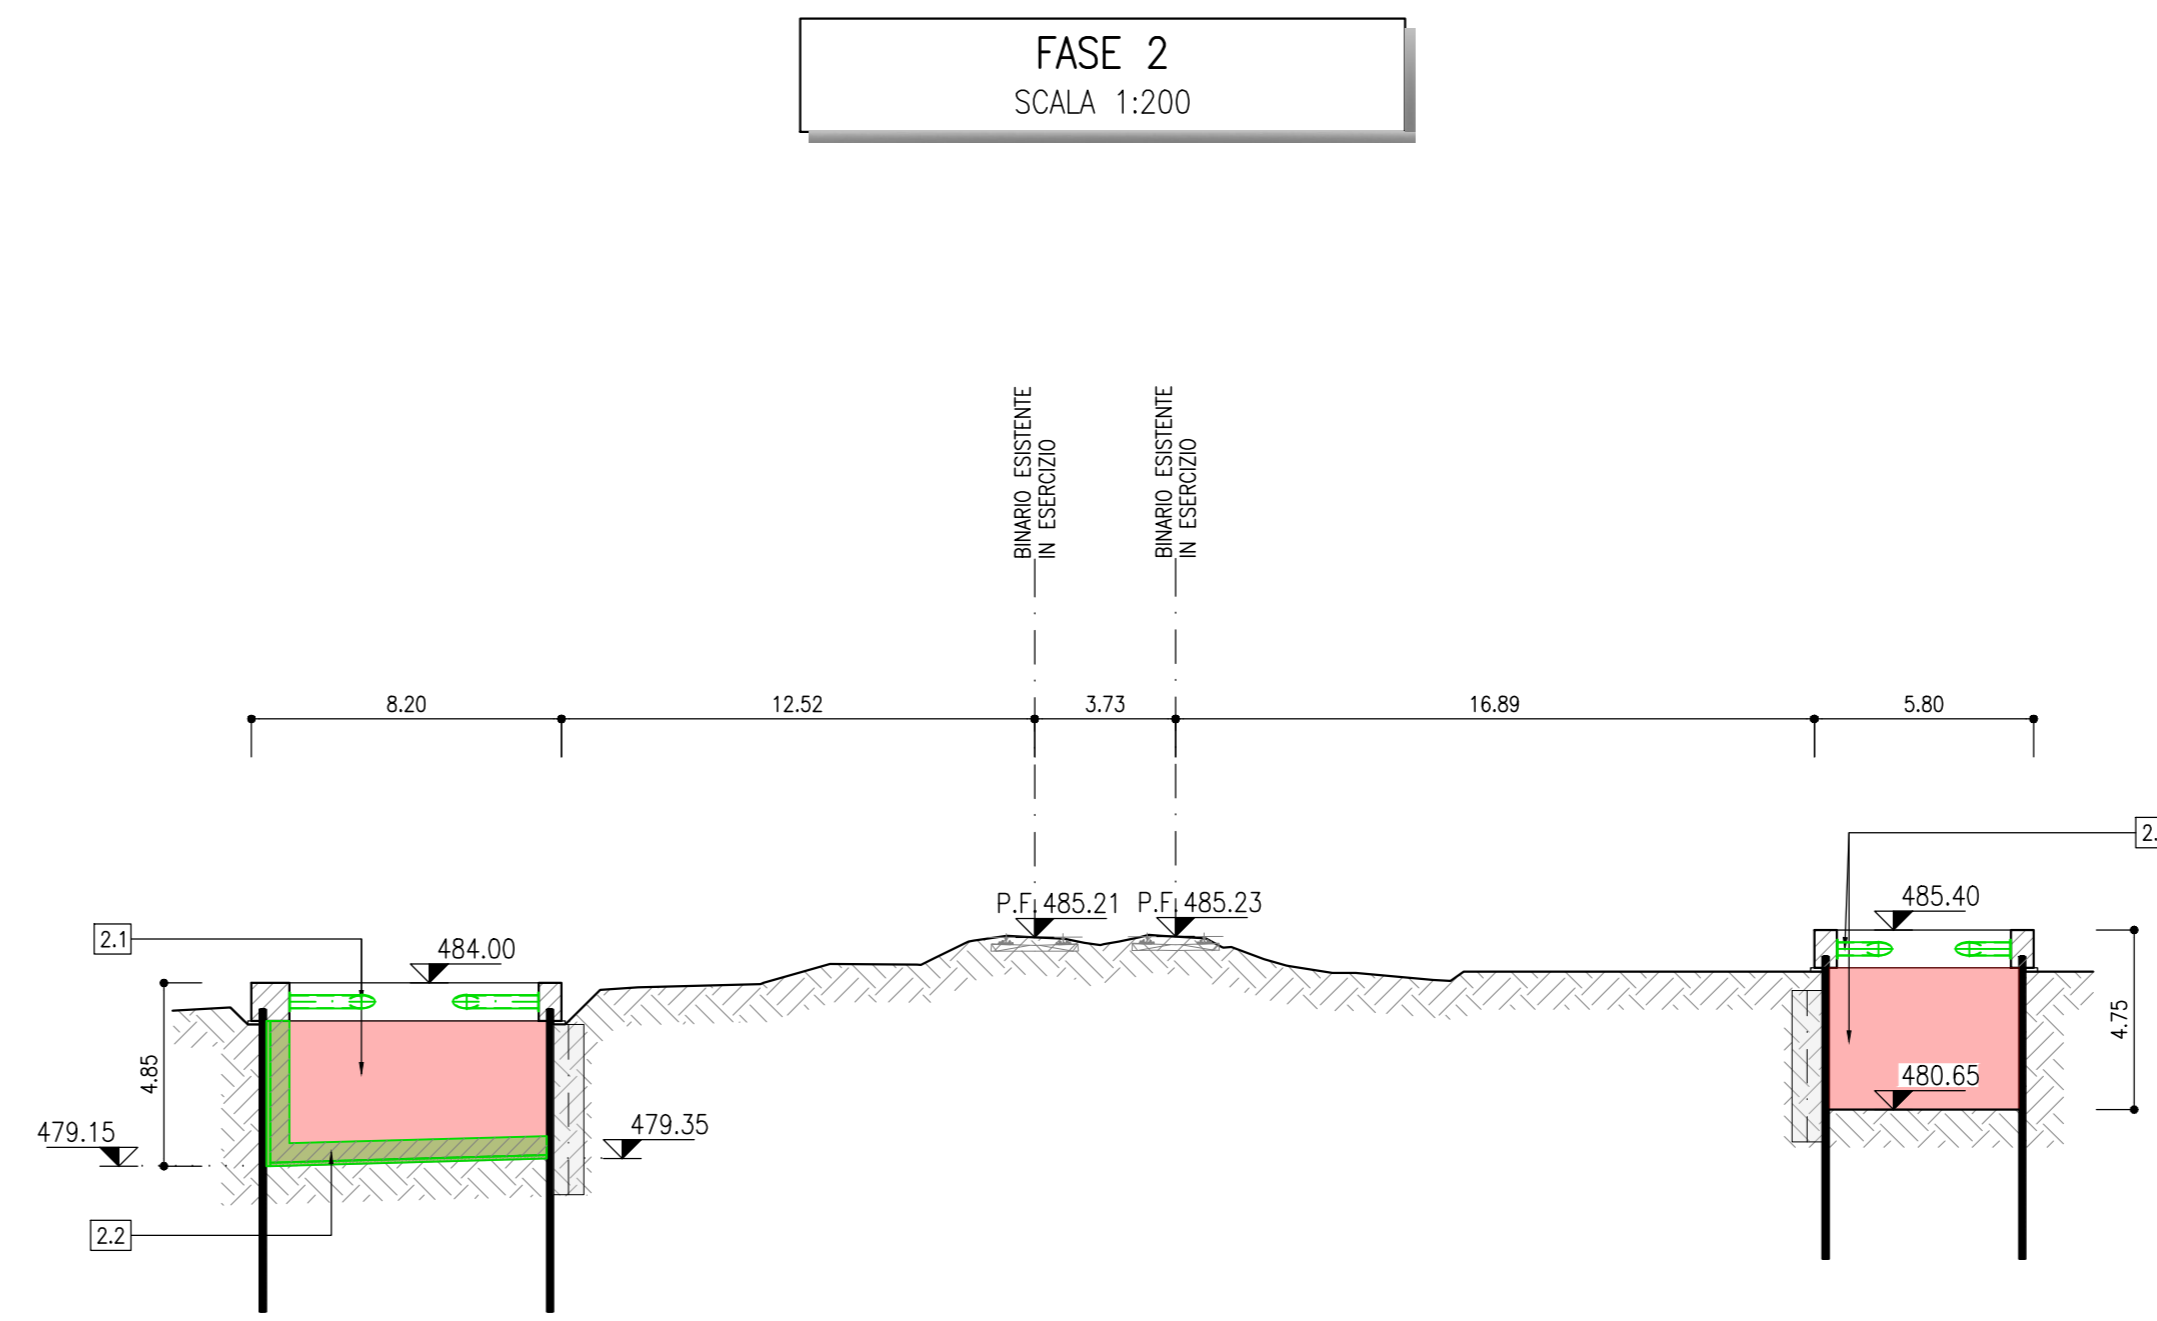 FASE 2
SCALA 1:200
BINARIO ESISTENTE
IN ESERCIZIO
BINARIO ESISTENTE
IN ESERCIZIO
8.20
12.52
3.73
16.89
5.80
2.
P.F. 485.21
P.F. 485.23
485.40
2.1
484.00
4.85
4.75
480.65
479.15
479.35
2.2